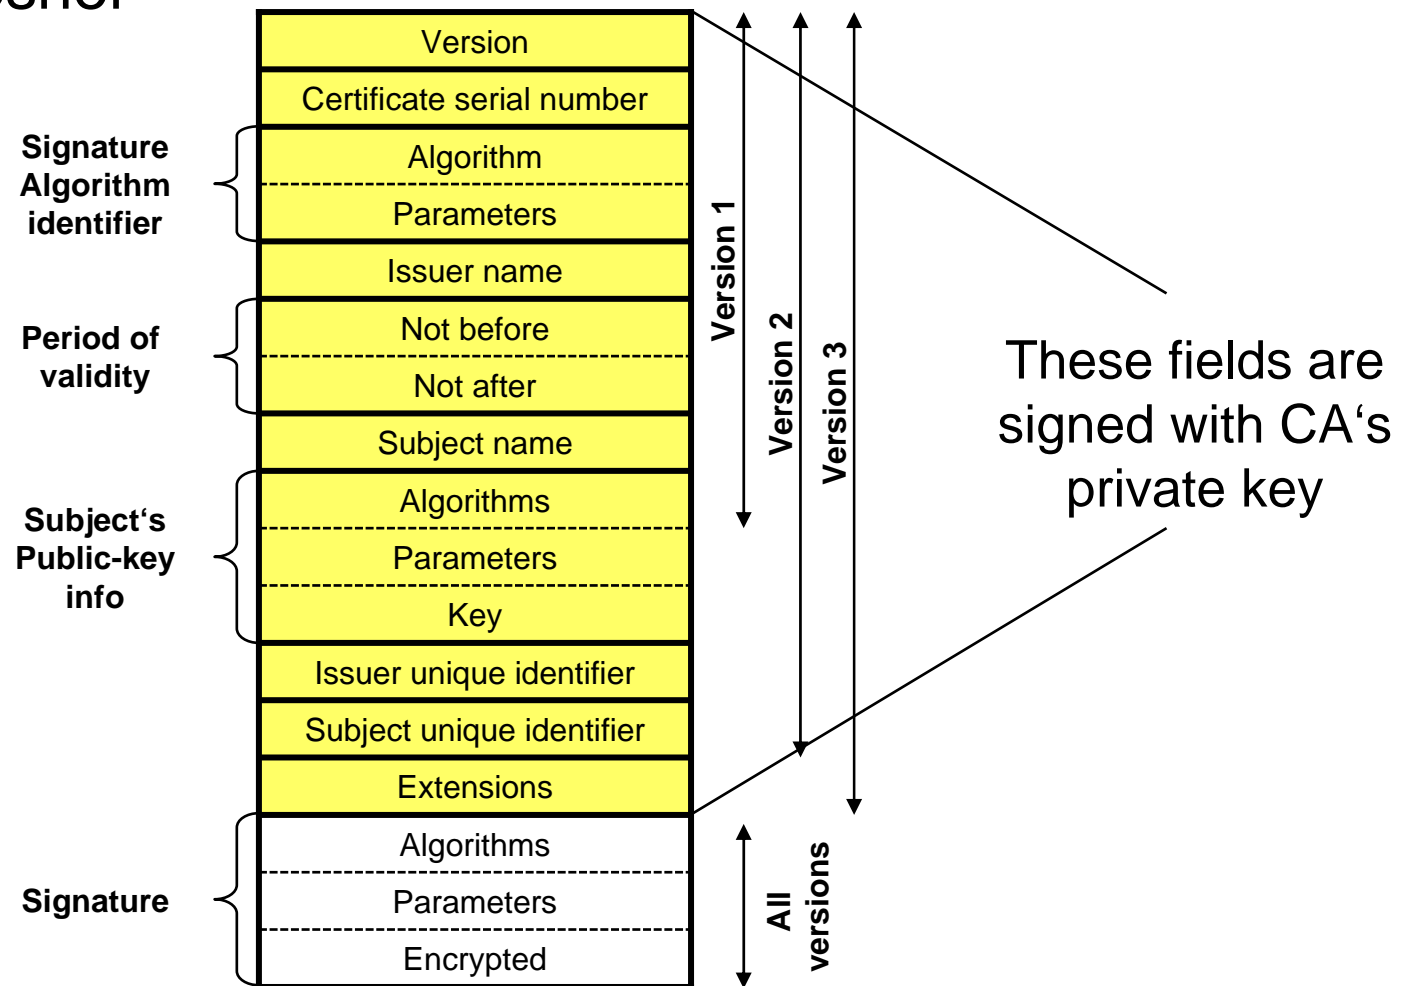 Version
Certificate serial number
Signature
Algorithm
identifier
Algorithm
Parameters
Issuer name
Period of
validity
Not before
Not after
Subject name
Subject‘s
Public-key
info
Algorithms
Parameters
Key
Issuer unique identifier
Subject unique identifier
Extensions
Signature
Algorithms
Parameters
Encrypted
Version 1
Version 2
Version 3
All
versions
These fields are
signed with CA‘s
private key